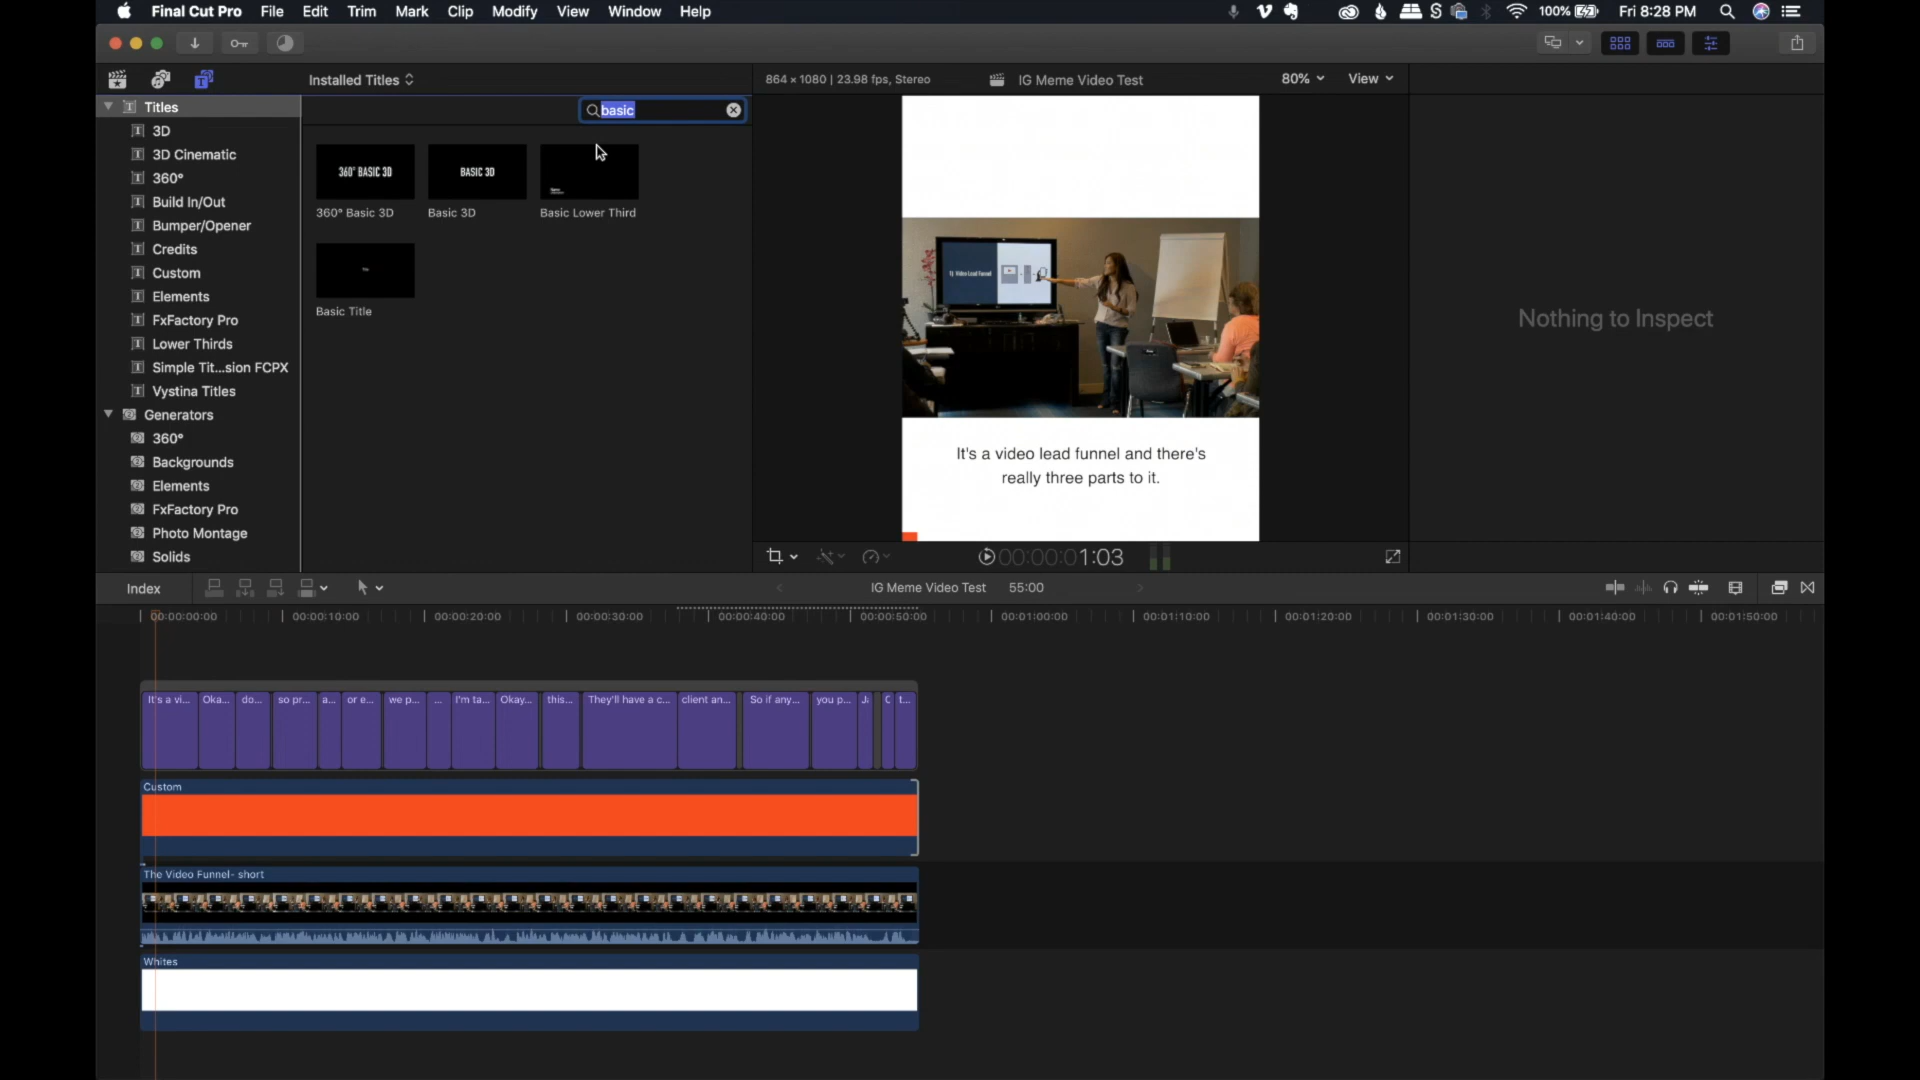 Final Cut Pro File Edit Trim Mark Clip Modify View Window Help
100% Fri 8:28 PM
Installed Titles
864 × 1080 | 23.98 fps, Stereo
IG Meme Video Test
80%
View
Titles
3D
3D Cinematic
360°
Build In/Out
Bumper/Opener
Credits
Custom
Elements
FxFactory Pro
Lower Thirds
Simple Tit...sion FCPX
Vystina Titles
Generators
360°
Backgrounds
Elements
FxFactory Pro
Photo Montage
Solids
basic
360° BASIC 3D
BASIC 3D
360° Basic 3D
Basic 3D
Basic Lower Third
Basic Title
1) Video Lead Funnel
It's a video lead funnel and there's
really three parts to it.
Nothing to Inspect
00:00:01:03
Index
IG Meme Video Test 55:00
00:00:00:00 00:00:10:00 00:00:20:00 00:00:30:00 00:00:40:00 00:00:50:00 00:01:00:00 00:01:10:00 00:01:20:00 00:01:30:00 00:01:40:00 00:01:50:00
It's a vi... Oka... do... so pr... a... or e... we p... ... I'm ta... Okay... this... They'll have a c... client an... So if any... you p... t...
Custom
The Video Funnel- short
Whites